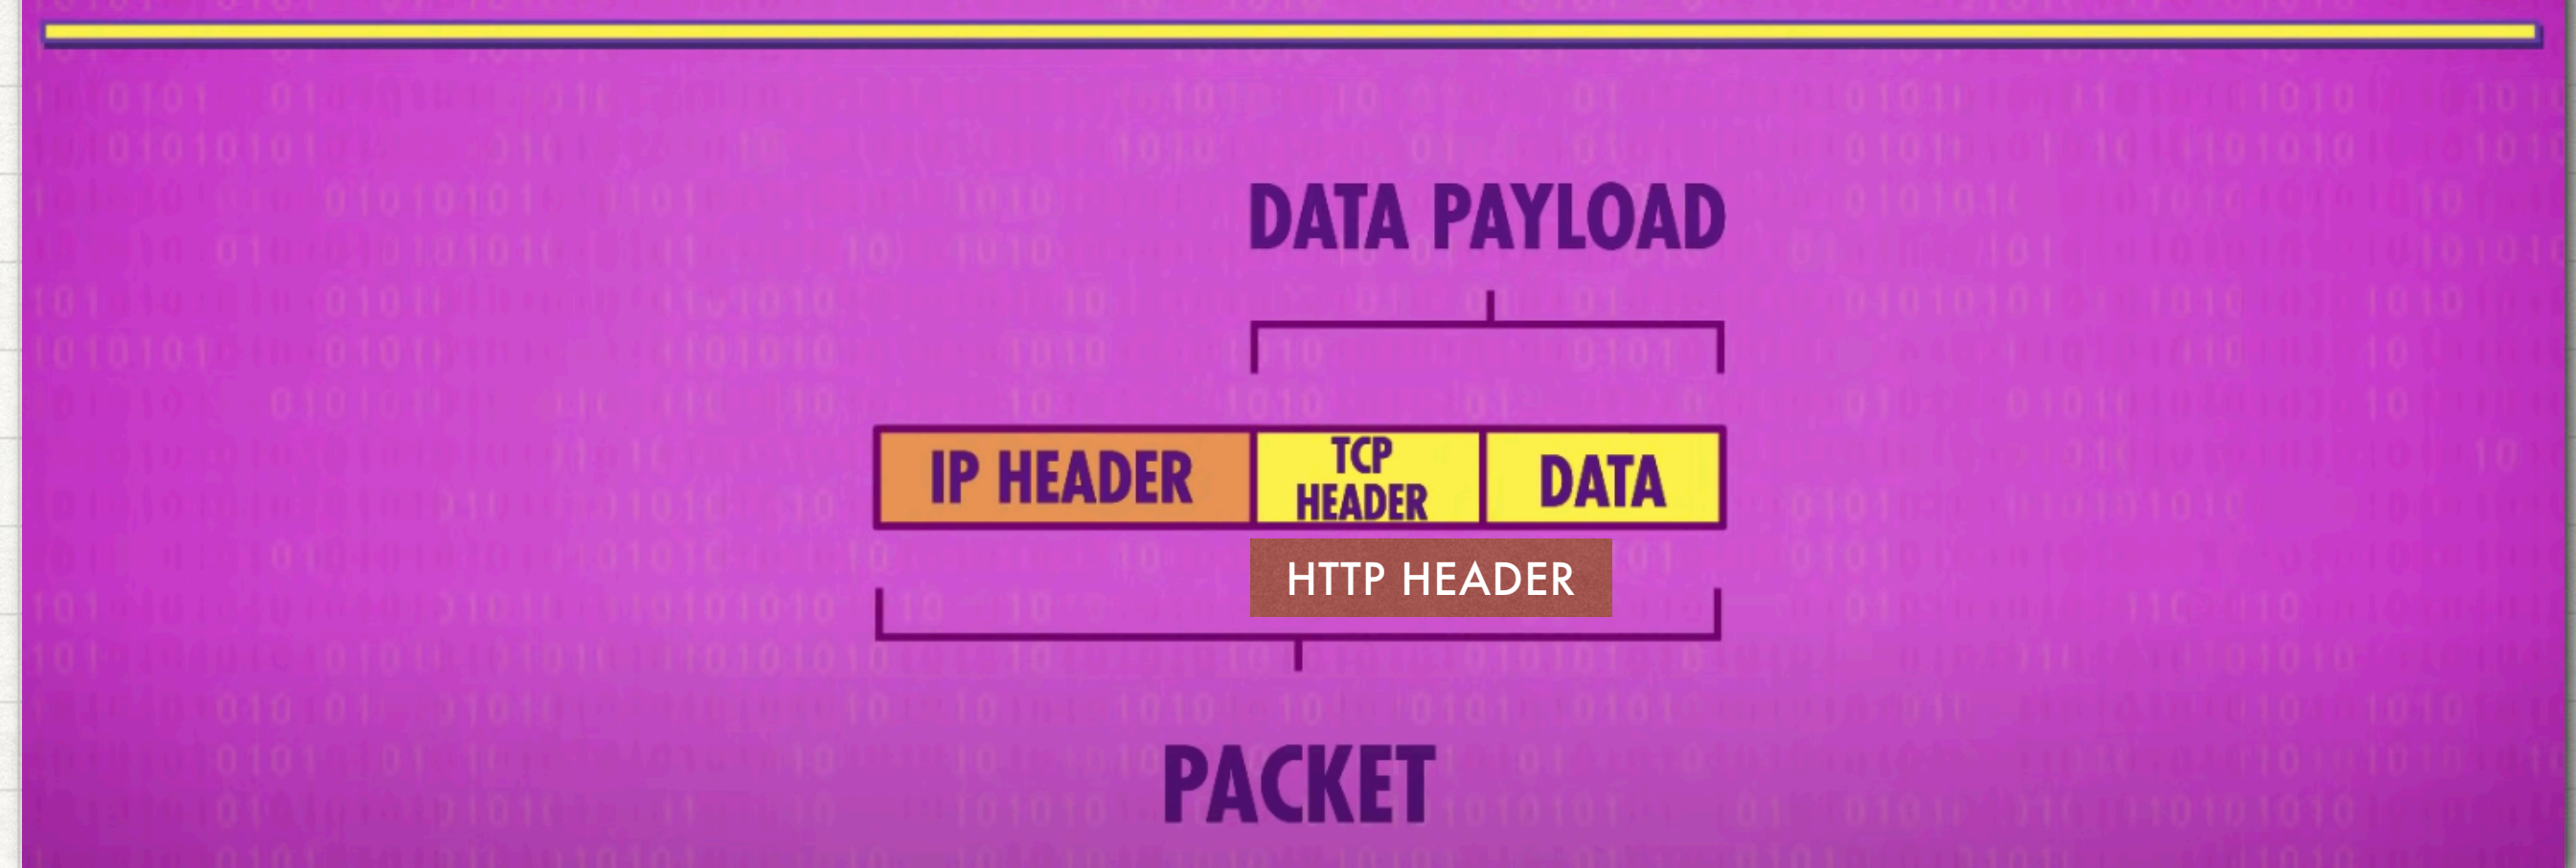 DATA PAYLOAD
IP HEADER
TCP
HEADER
DATA
HTTP HEADER
PACKET